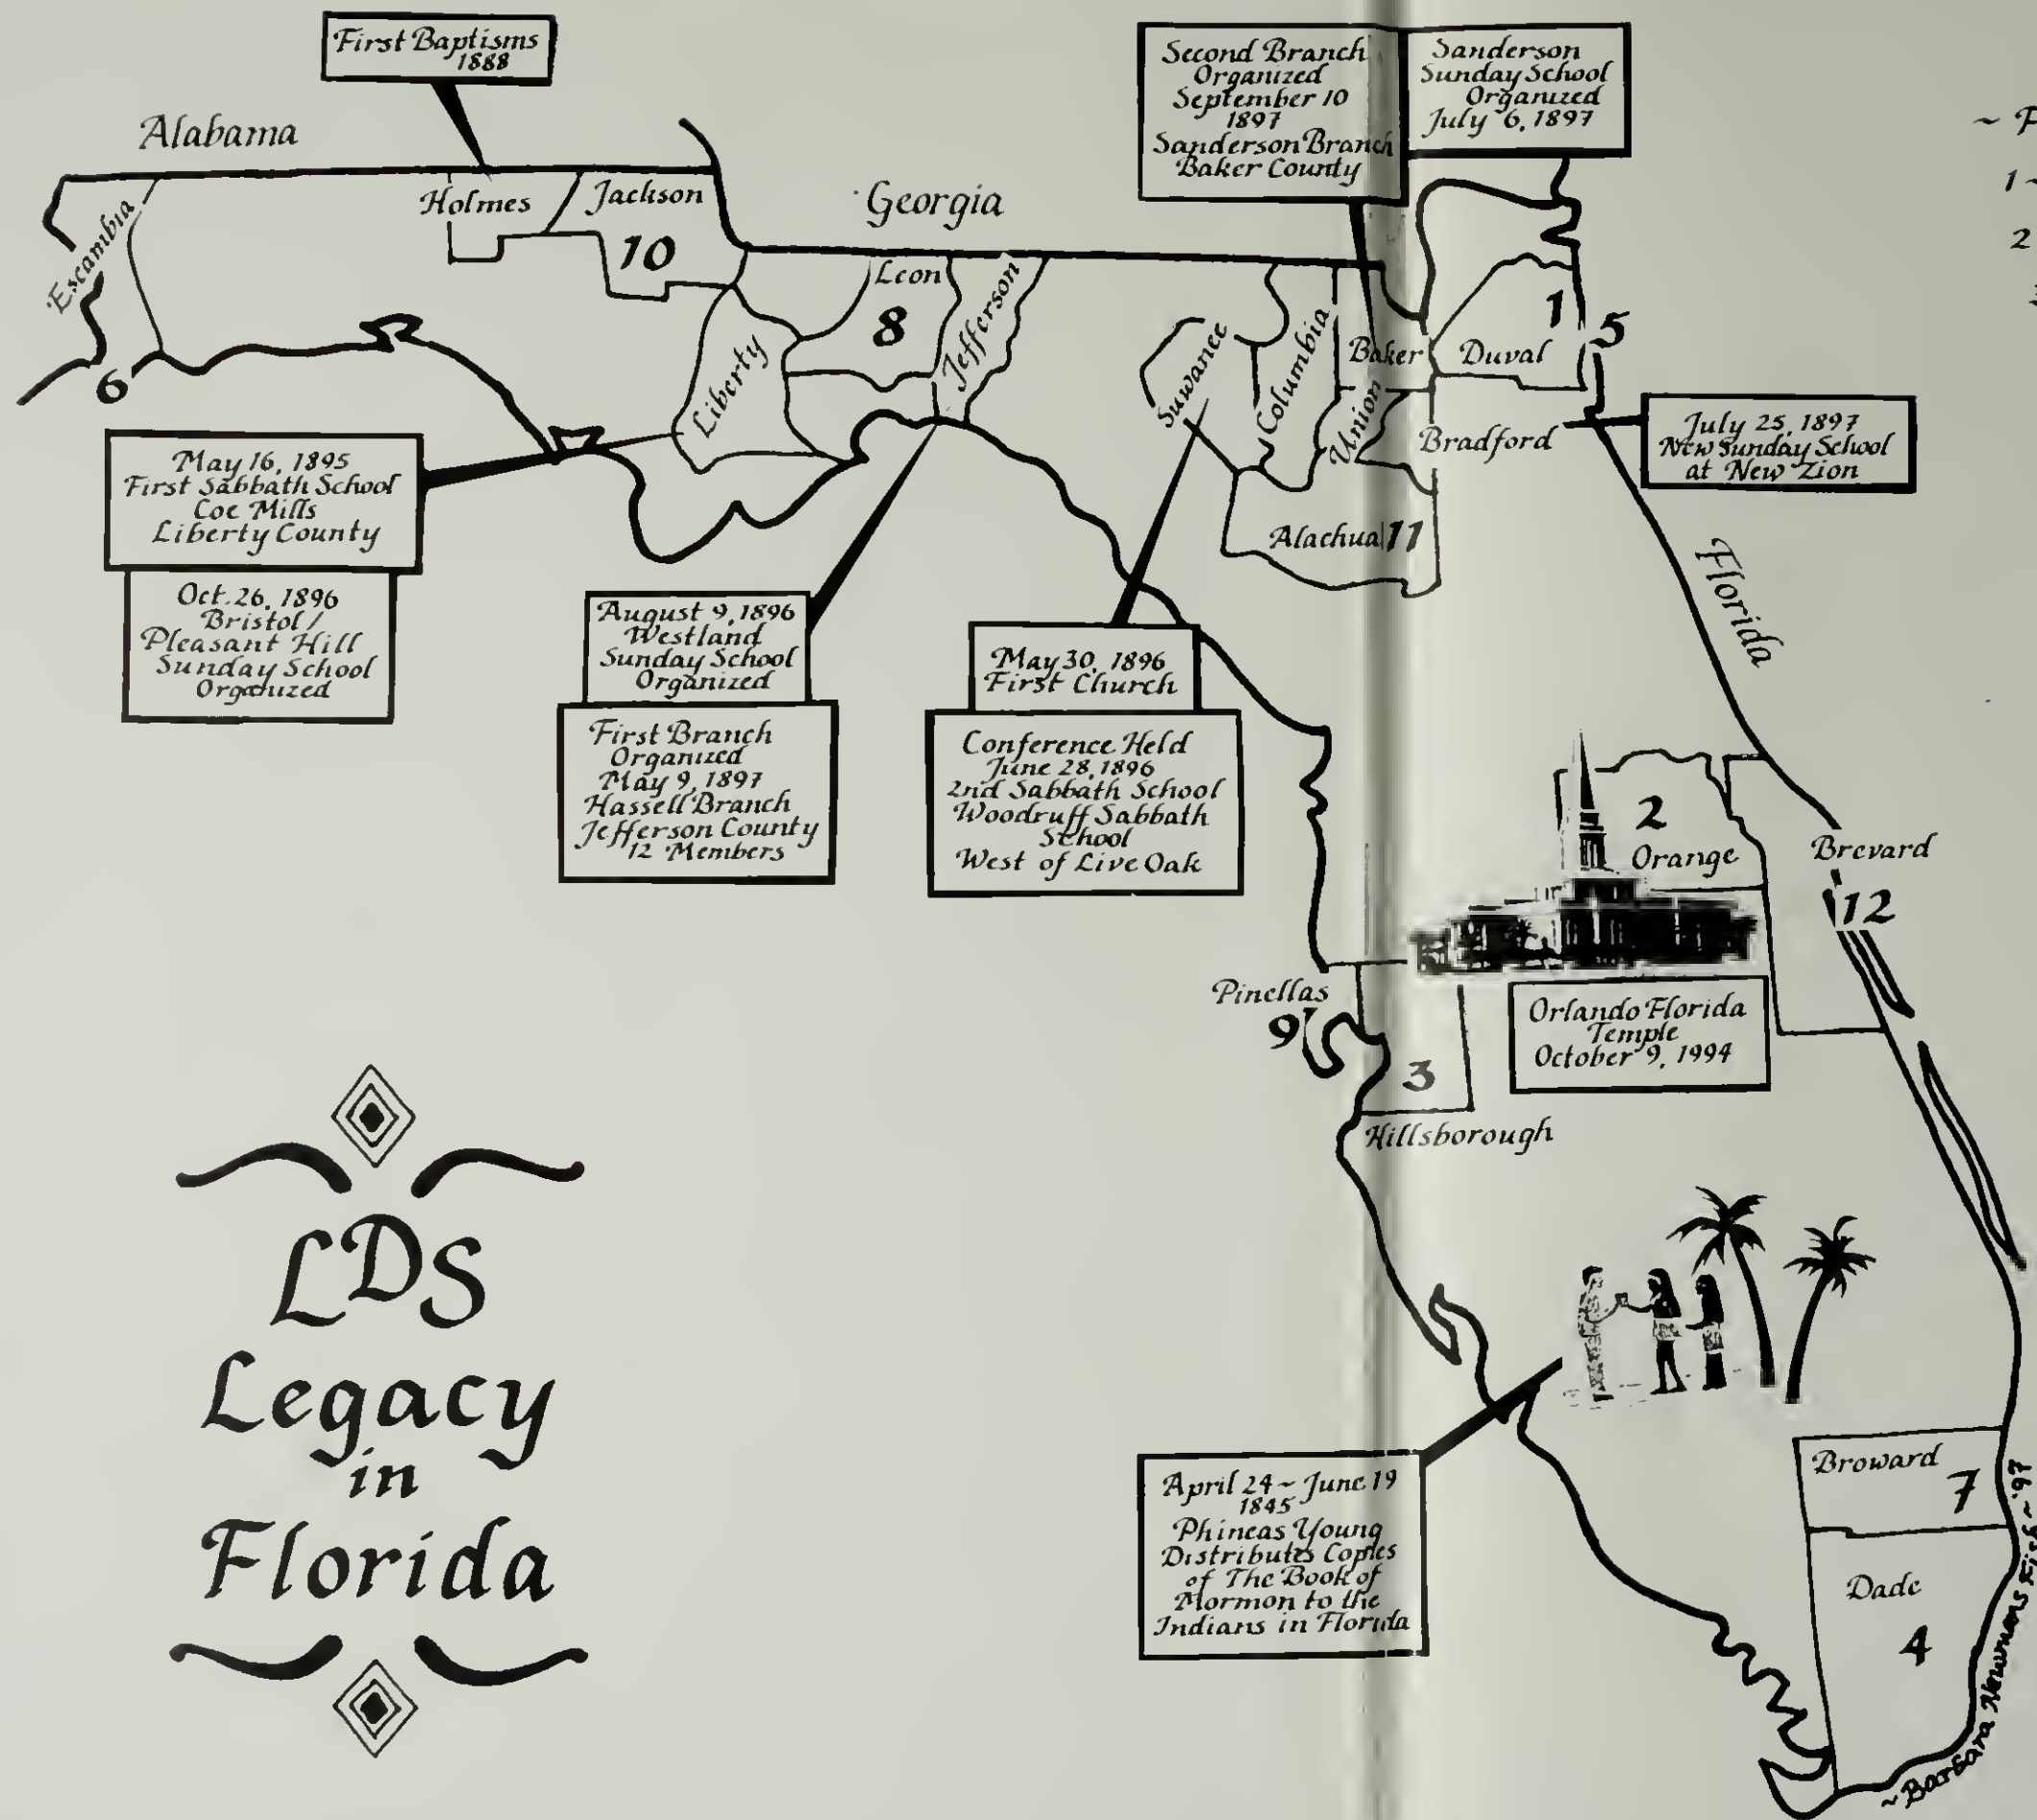 First Baptisms
1888
Alabama
Escambia
6
Holmes
Jackson
10
Georgia
Leon
8
Jefferson
Liberty
Second Branch
Organized
September 10
1897
Sanderson Branch
Baker County
Sanderson
Sunday School
Organized
July 6, 1897
Suwanee
Columbia
Baker
Union
1
Duval
5
Bradford
Alachua 11
July 25, 1897
New Sunday School
at New Zion
May 16, 1895
First Sabbath School
Coe Mills
Liberty County
Oct. 26, 1896
Bristol/
Pleasant Hill
Sunday School
Organized
August 9, 1896
Westland
Sunday School
Organized
First Branch
Organized
May 9, 1897
Hassell Branch
Jefferson County
12 Members
May 30, 1896
First Church
Conference Held
June 28, 1896
2nd Sabbath School
Woodruff Sabbath
School
West of Live Oak
Florida
2
Orange
Brevard
12
Pinellas
9
3
Hillsborough
Orlando Florida
Temple
October 9, 1994
LDS
Legacy
in
Florida
April 24 ~ June 19
1845
Phineas Young
Distributes Copies
of The Book of
Mormon to the
Indians in Florida
Broward
7
Dade
4
~Barbara Newmans Fish ~ '97
1 ~
2